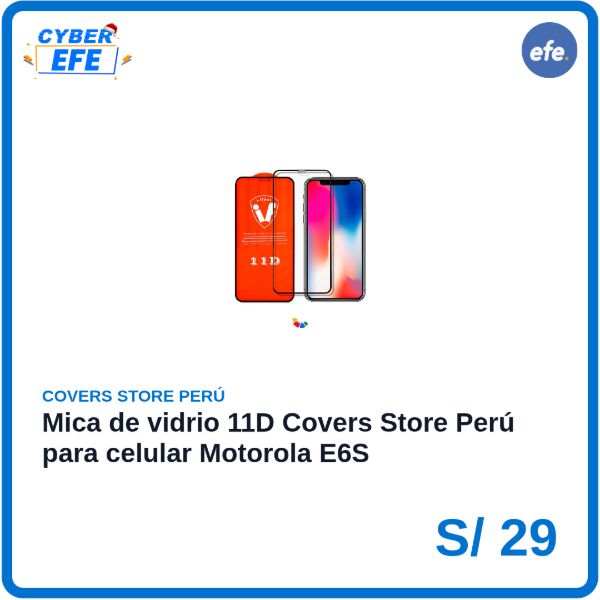 CYBER
EFE
efe.
11D
COVERS STORE PERÚ
Mica de vidrio 11D Covers Store Perú
para celular Motorola E6S
S/ 29